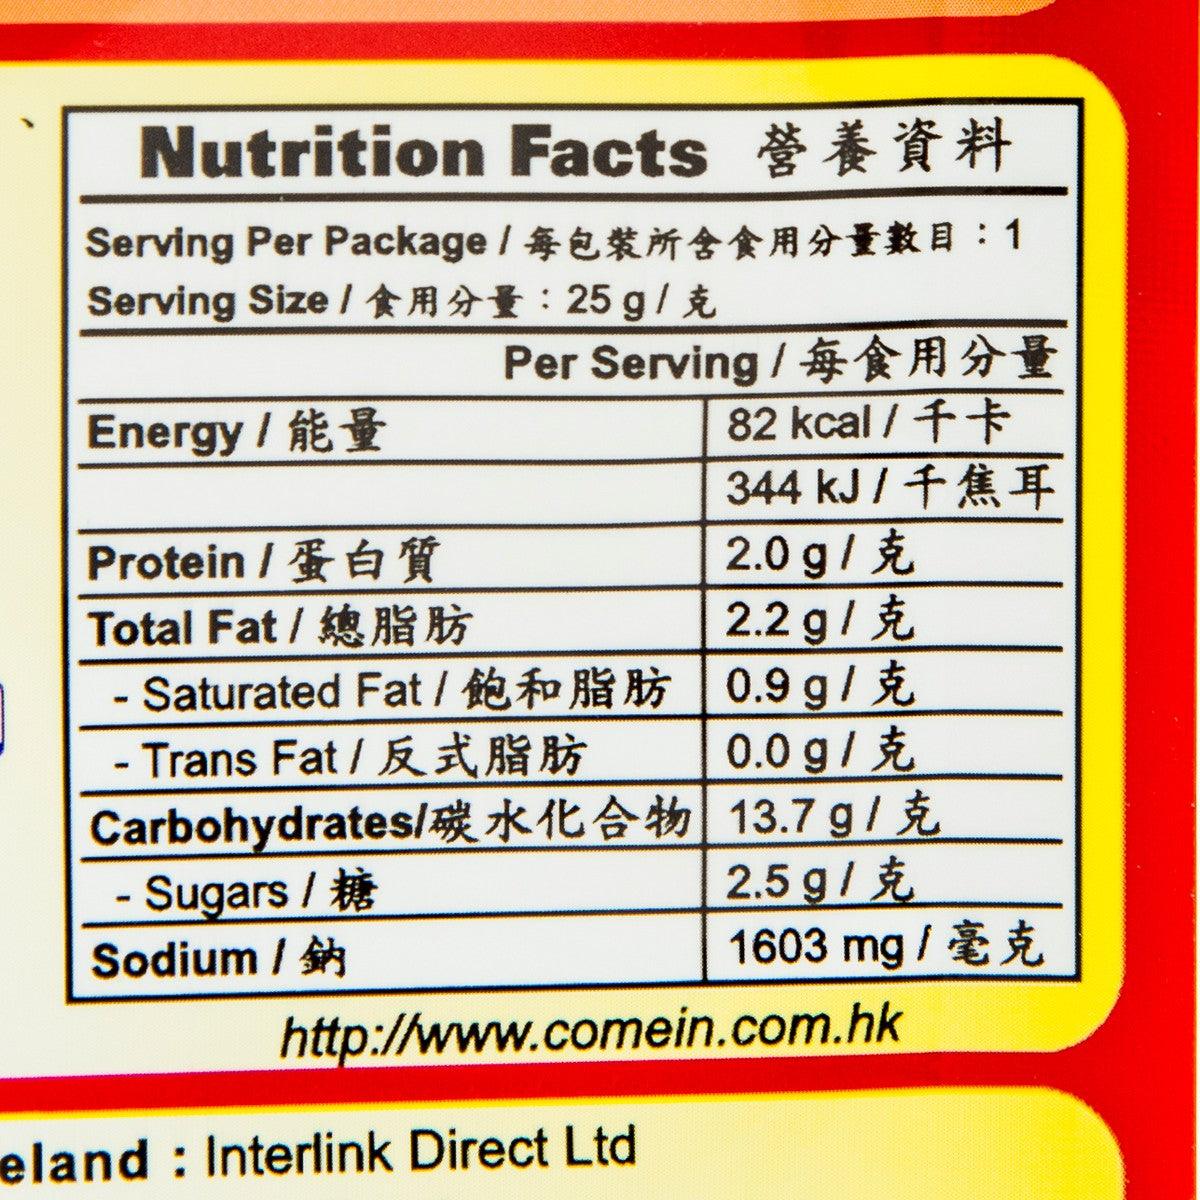 Nutrition Facts 營養資料
Serving Per Package / 每包裝所含食用分量數目：1
Serving Size / 食用分量：25 g / 克
Per Serving / 每食用分量
Energy / 能量 82 kcal / 千卡
344 kJ / 千焦耳
Protein / 蛋白質 2.0 g / 克
Total Fat / 總脂肪 2.2 g / 克
- Saturated Fat / 飽和脂肪 0.9 g / 克
- Trans Fat / 反式脂肪 0.0 g / 克
Carbohydrates/碳水化合物 13.7 g / 克
- Sugars / 糖 2.5 g / 克
Sodium / 鈉 1603 mg / 毫克
http://www.comein.com.hk
eland : Interlink Direct Ltd